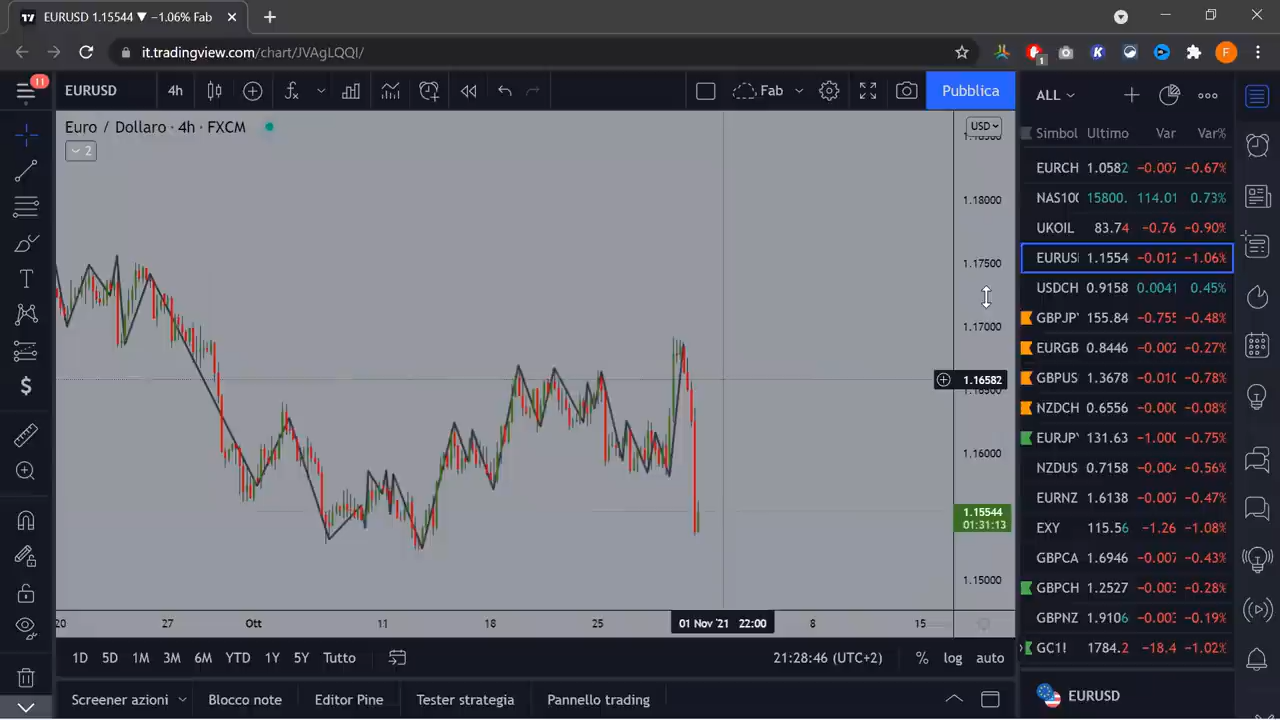 EURUSD 1.15544 ▼ −1.06% Fab
it.tradingview.com/chart/JVAgLQQI/
1
F
11
EURUSD
4h
Fab
Pubblica
ALL
Euro / Dollaro · 4h · FXCM
2
USD
1.18000
1.17500
1.17000
1.16582
1.16000
1.15544
01:31:13
1.15000
Simbol Ultimo Var Var%
EURCH 1.0582 −0.007 −0.67%
NAS100 15800. 114.01 0.73%
UKOIL 83.74 −0.76 −0.90%
EURUS 1.1554 −0.012 −1.06%
USDCH 0.9158 0.0041 0.45%
GBPJP 155.84 −0.755 −0.48%
EURGB 0.8446 −0.002 −0.27%
GBPUS 1.3678 −0.010 −0.78%
NZDCH 0.6556 −0.000 −0.08%
EURJP 131.63 −1.000 −0.75%
NZDUS 0.7158 −0.004 −0.56%
EURNZ 1.6138 −0.007 −0.47%
EXY 115.56 −1.26 −1.08%
GBPCA 1.6946 −0.007 −0.43%
GBPCH 1.2527 −0.003 −0.28%
GBPNZ 1.9106 −0.003 −0.19%
GC1! 1784.2 −18.4 −1.02%
20 27 Ott 11 18 25 01 Nov '21 22:00 8 15
1D 5D 1M 3M 6M YTD 1Y 5Y Tutto
21:28:46 (UTC+2) % log auto
Screener azioni Blocco note Editor Pine Tester strategia Pannello trading
EURUSD